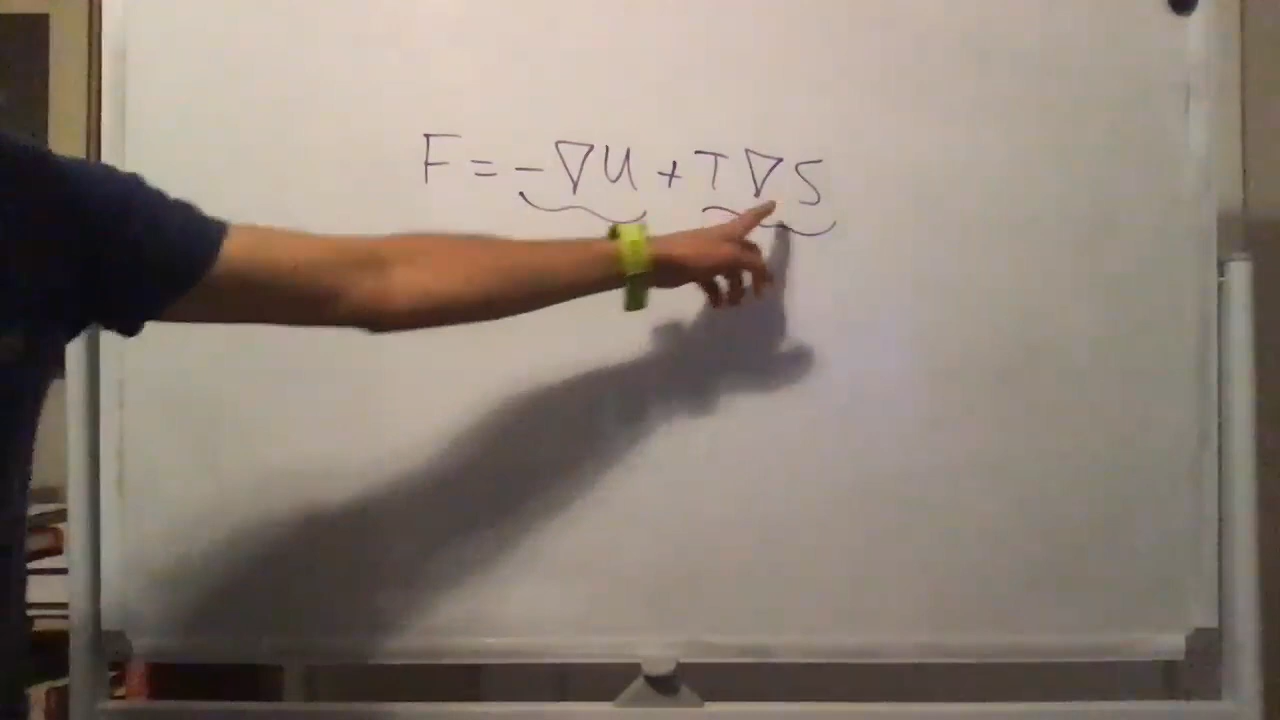 F = -∇U + T∇S